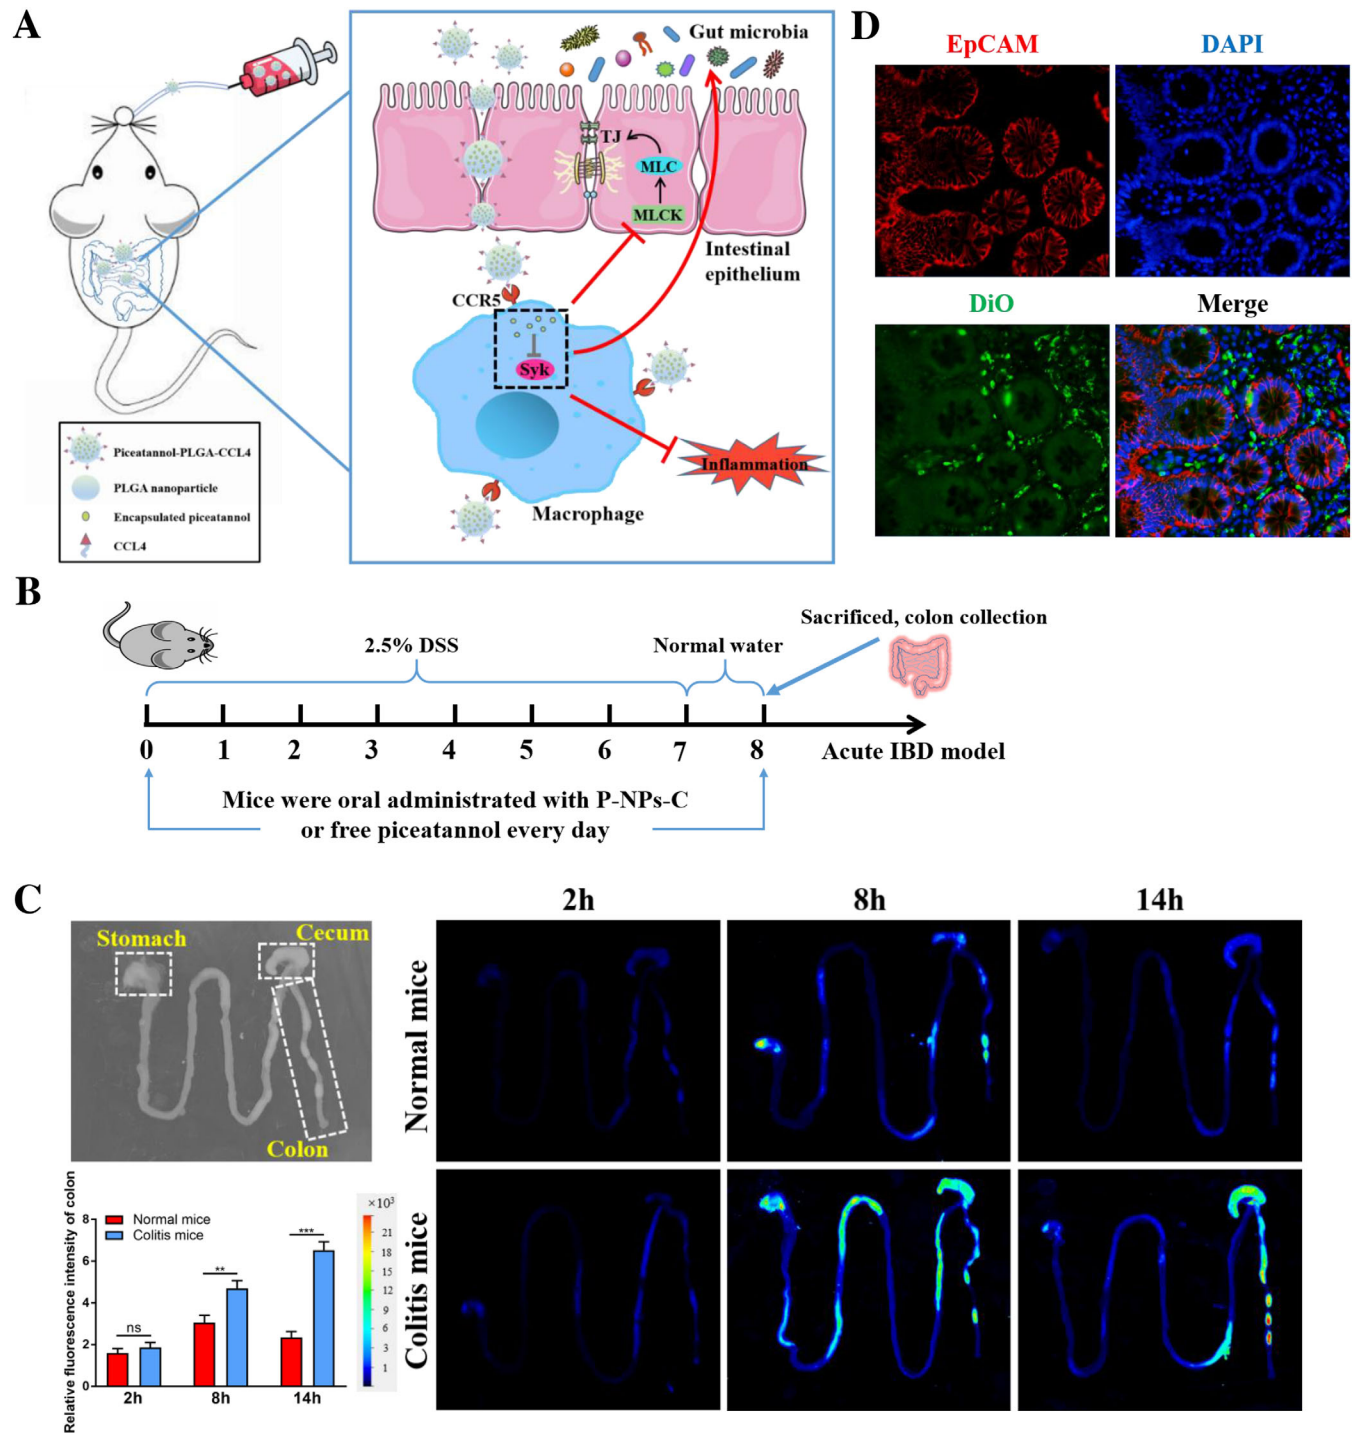 A
Gut microbia
TJ
MLC
MLCK
Intestinal
epithelium
CCR5
Syk
Inflammation
Macrophage
Piceatannol-PLGA-CCL4
PLGA nanoparticle
Encapsulated piceatannol
CCL4
D
EpCAM
DAPI
DiO
Merge
B
2.5% DSS
Normal water
Sacrificed, colon collection
0 1 2 3 4 5 6 7 8
Acute IBD model
Mice were oral administrated with P-NPs-C
or free piceatannol every day
C
Stomach
Cecum
Colon
2h
8h
14h
Normal mice
Colitis mice
Relative fluorescence intensity of colon
8
6
4
2
0
Normal mice
Colitis mice
ns
**
***
2h
8h
14h
×10³
21
18
15
12
9
6
3
1